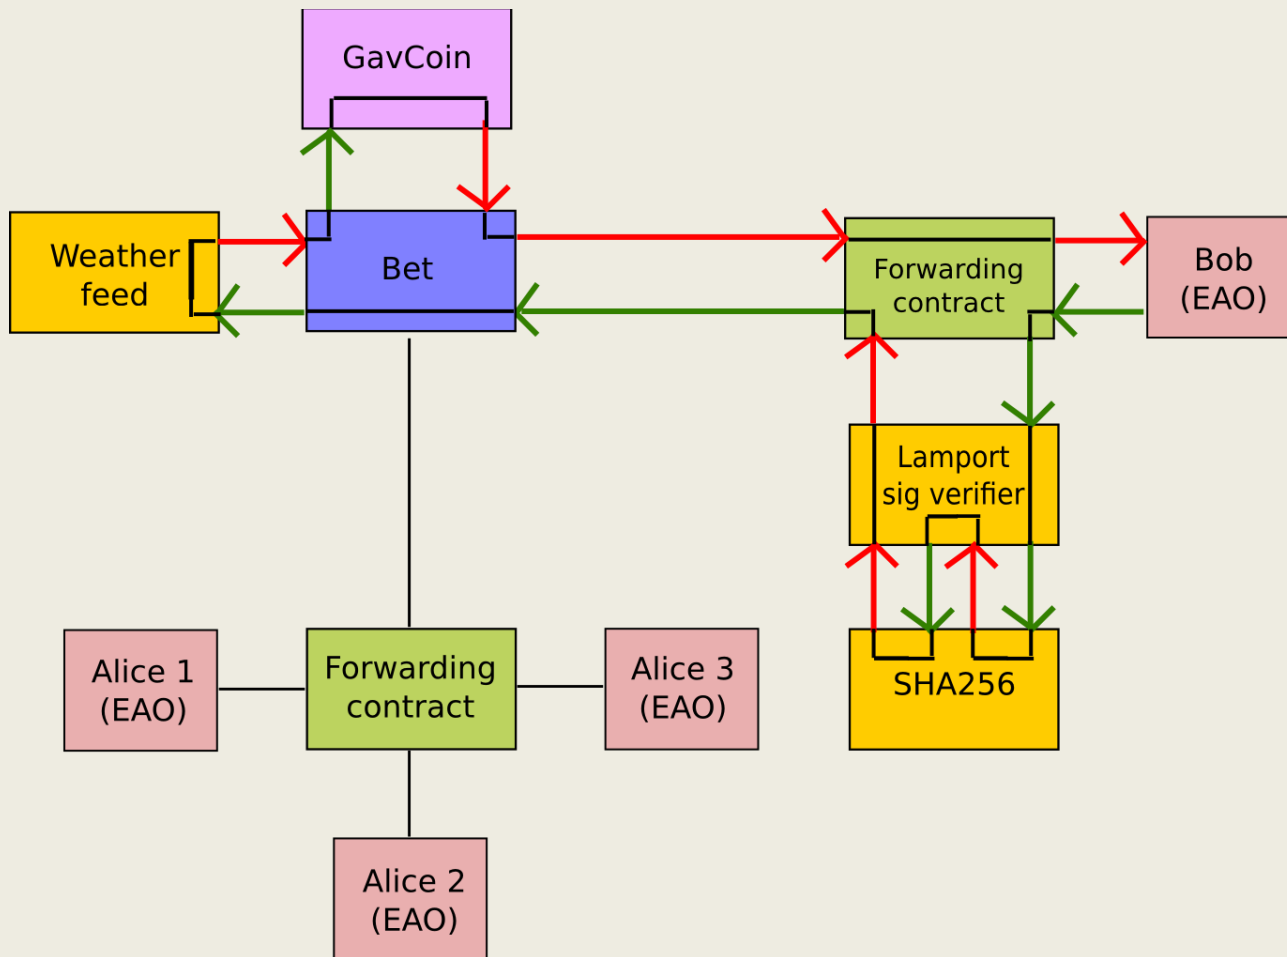 GavCoin
Weather
feed
Bet
Forwarding
contract
Bob
(EAO)
Lamport
sig verifier
SHA256
Alice 1
(EAO)
Forwarding
contract
Alice 3
(EAO)
Alice 2
(EAO)